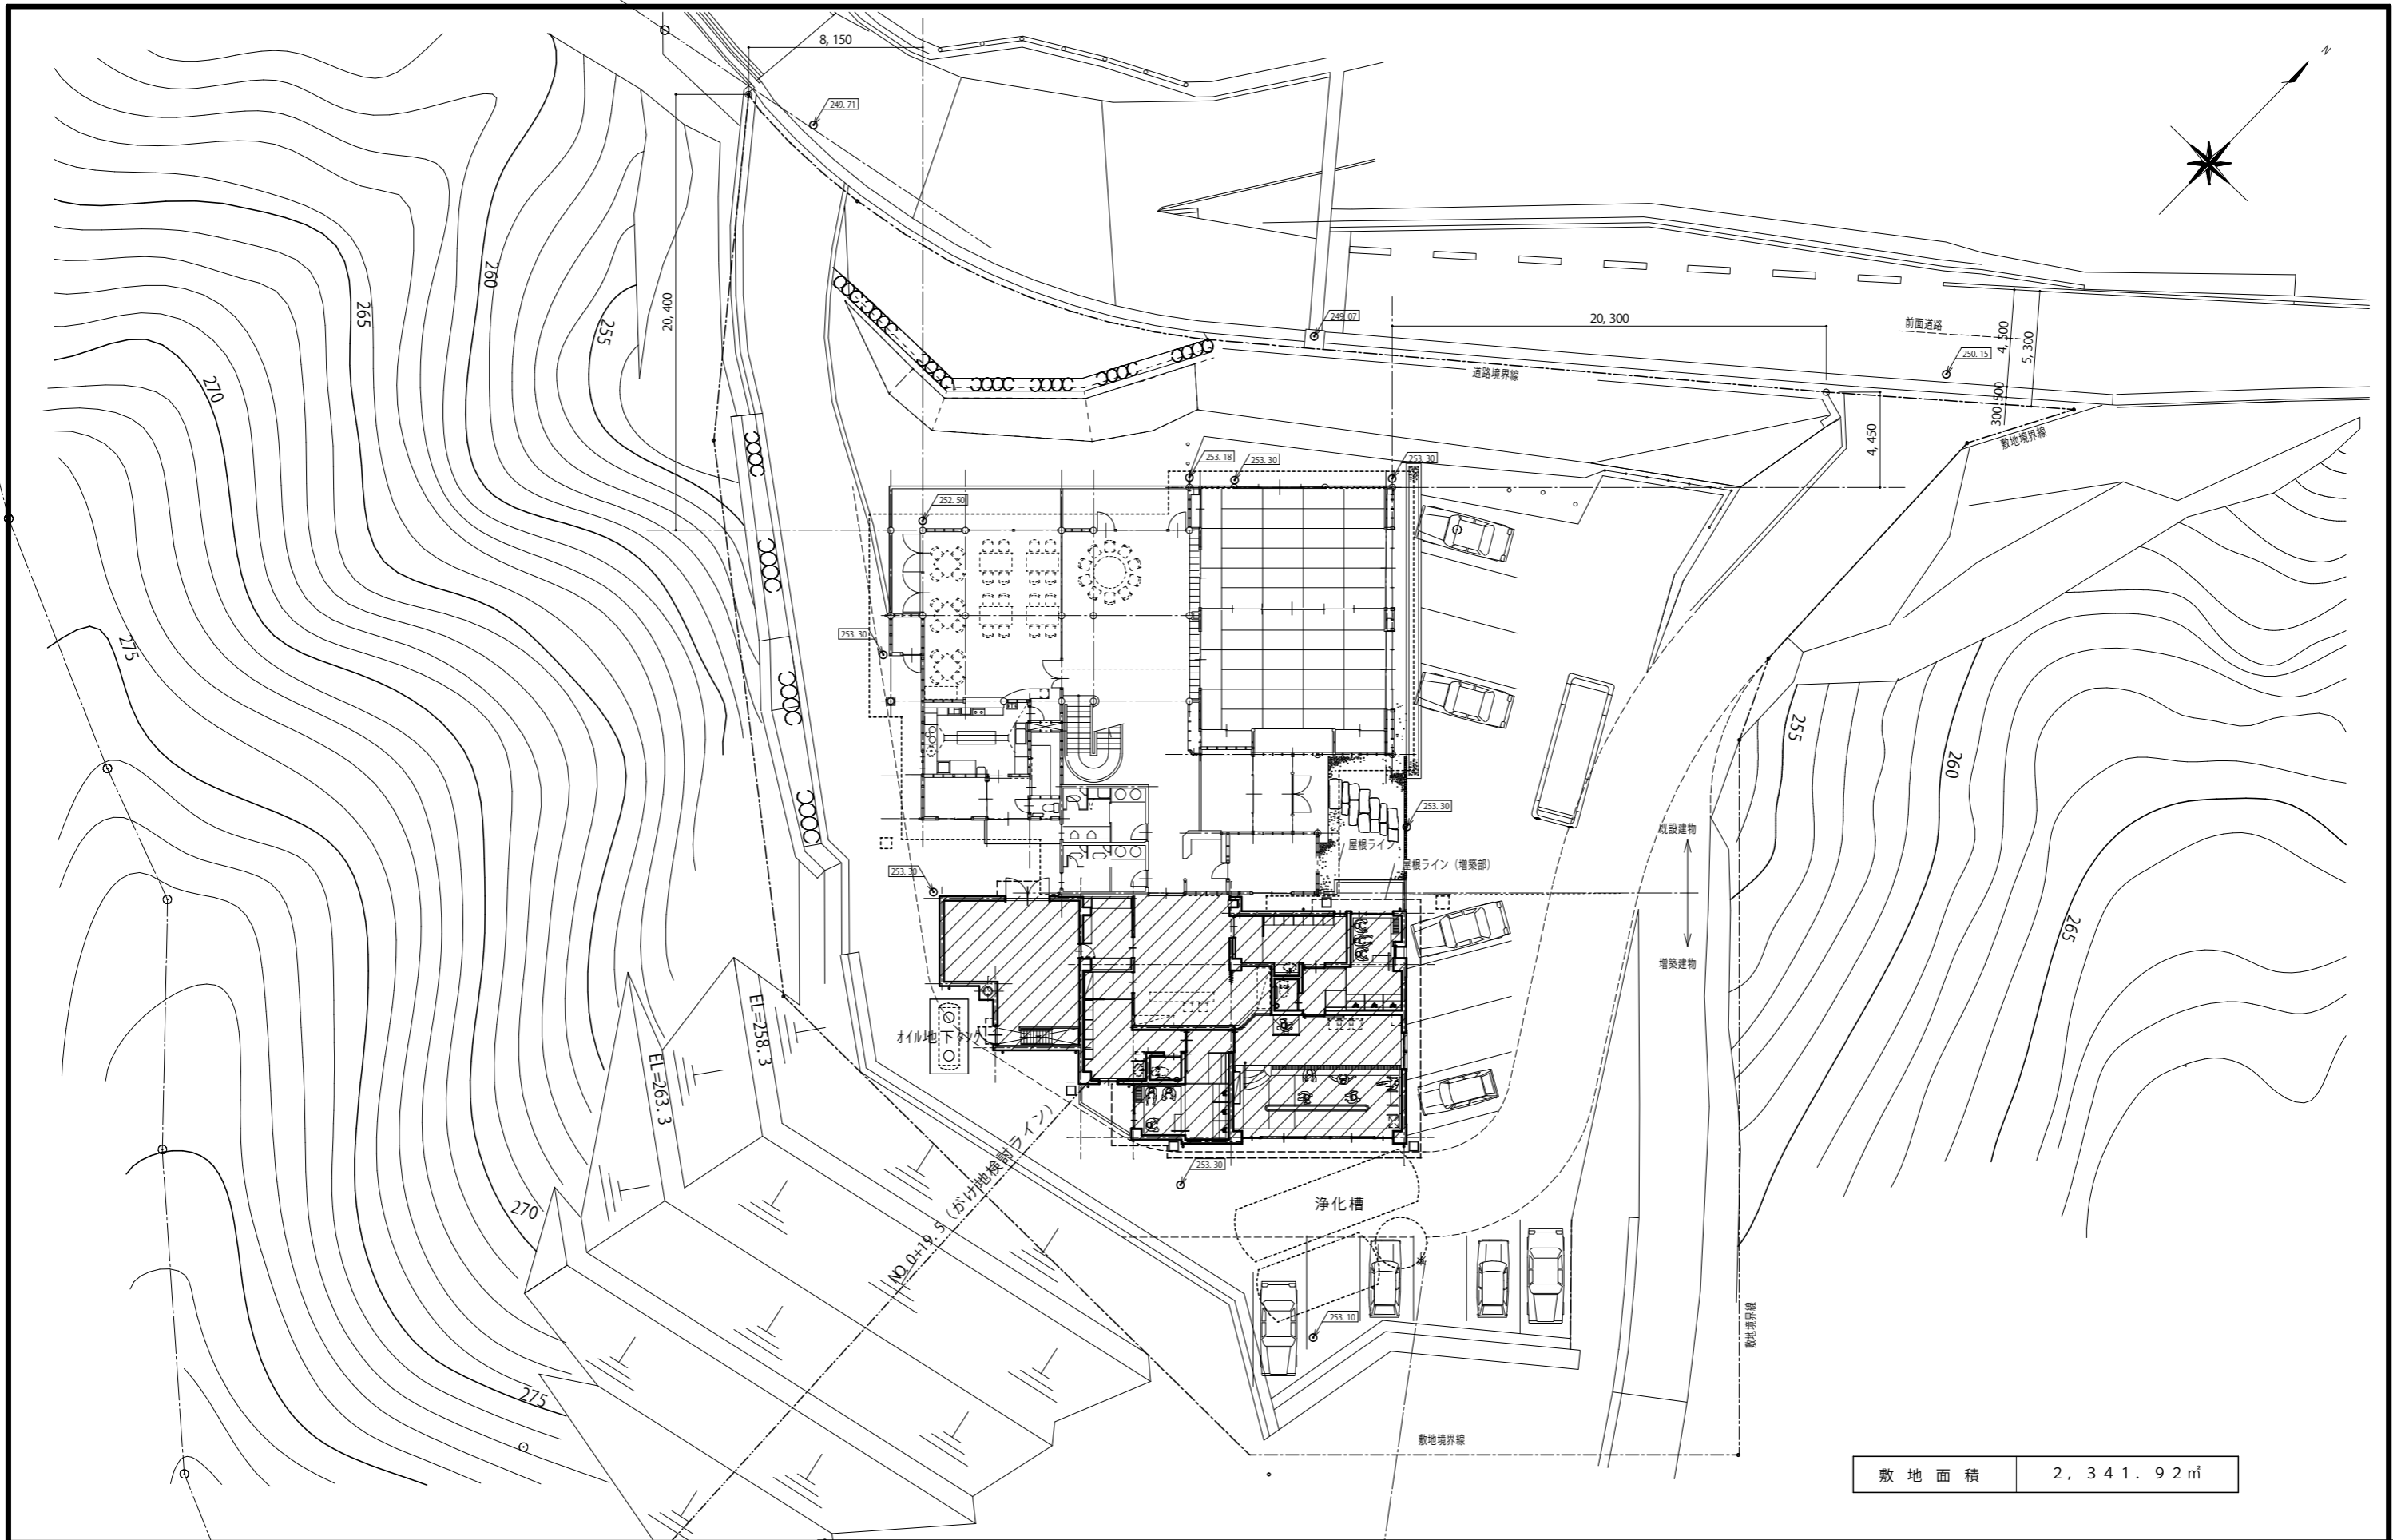 8,150
N
249.71
260
265
20,400
255
249.07
20,300
前面道路
4,500
5,300
250.15
道路境界線
300
500
270
4,450
敷地境界線
253.18
253.30
253.30
252.50
253.30
275
255
260
253.30
既設建物
屋根ライン
屋根ライン（増築部）
253.30
265
増築建物
EL=258.3
オイル地下タンク
EL=263.3
NO.0+19.5（がけ地検討ライン）
253.30
浄化槽
270
253.10
敷地境界線
275
敷地境界線
敷地面積 2,341.92㎡